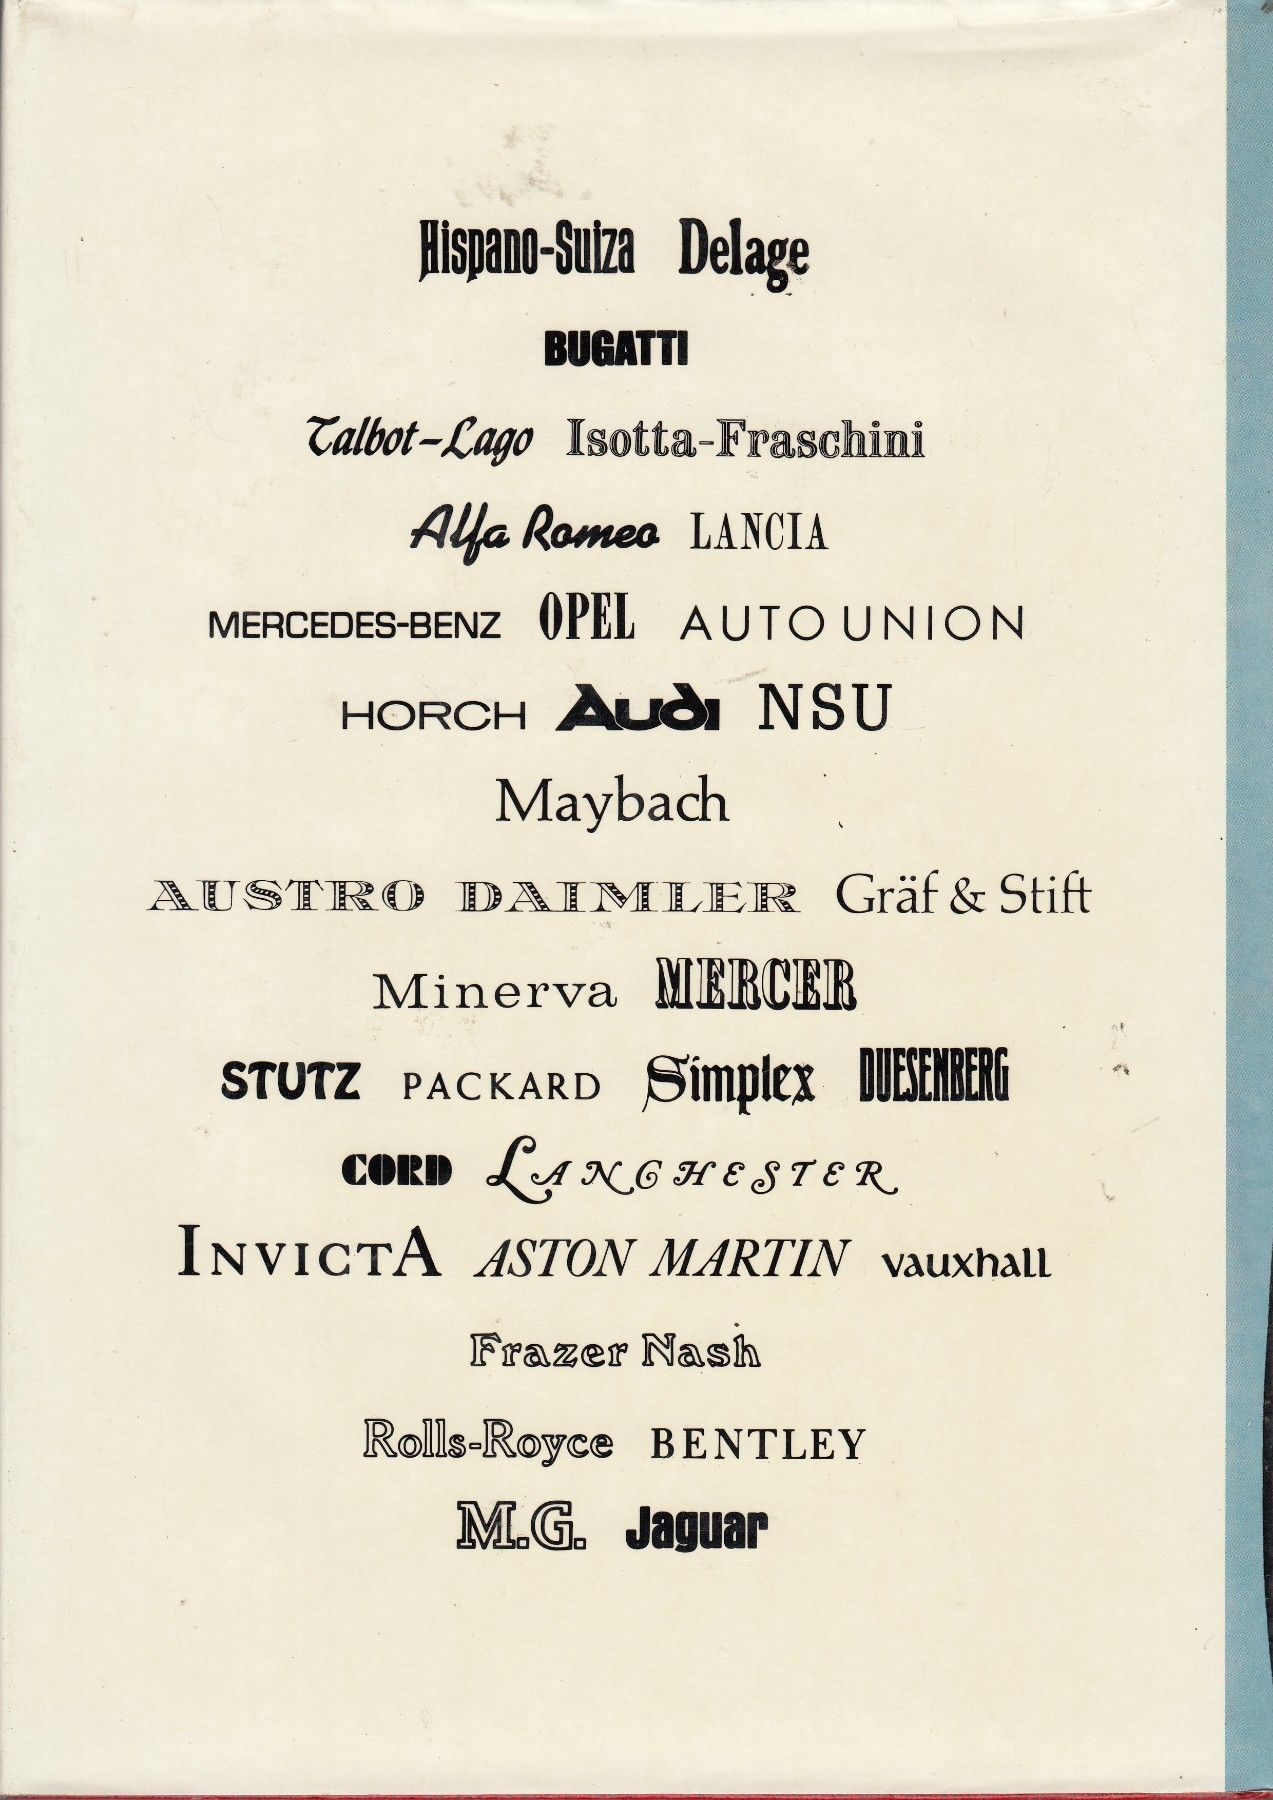 Hispano-Suiza Delage
BUGATTI
Talbot-Lago Isotta-Fraschini
Alfa Romeo LANCIA
MERCEDES-BENZ OPEL AUTO UNION
HORCH Audi NSU
Maybach
AUSTRO DAIMLER Gräf & Stift
Minerva MERCER
STUTZ PACKARD Simplex DUESENBERG
CORD LANCHESTER
INVICTA ASTON MARTIN vauxhall
Frazer Nash
Rolls-Royce BENTLEY
M.G. Jaguar